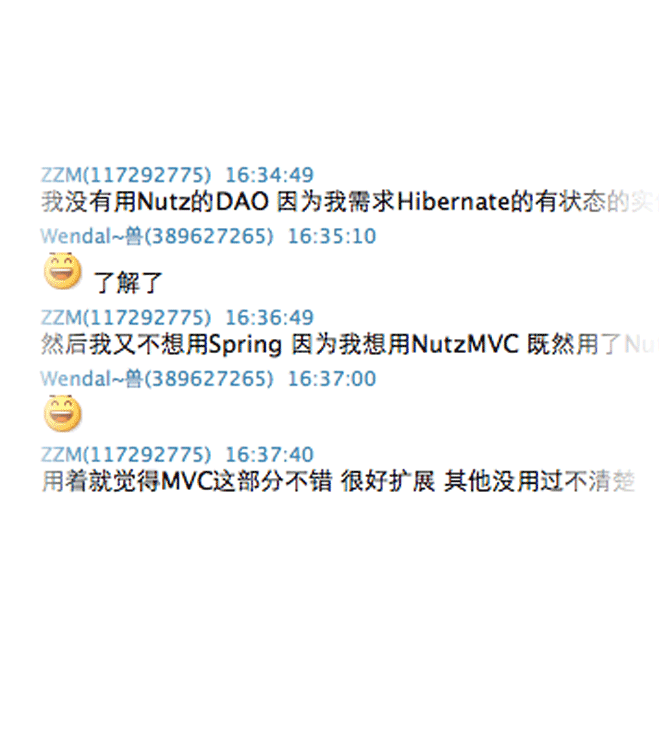 ZZM(117292775) 16:34:49
我没有用Nutz的DAO 因为我需求Hibernate的有状态的实
Wendal~兽(389627265) 16:35:10
了解了
ZZM(117292775) 16:36:49
然后我又不想用Spring 因为我想用NutzMVC 既然用了Nu
Wendal~兽(389627265) 16:37:00
ZZM(117292775) 16:37:40
用着就觉得MVC这部分不错 很好扩展 其他没用过不清楚